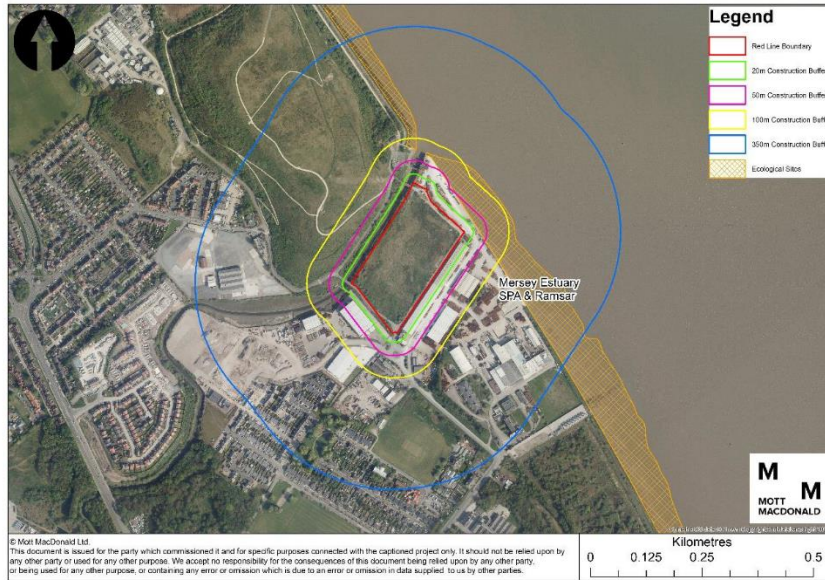 Legend
Red Line Boundary
20m Construction Buffe
50m Construction Buffe
100m Construction Buff
350m Construction Buff
Ecological Sites
Mersey Estuary
SPA & Ramsar
M
M
MOTT
MACDONALD
© Mott MacDonald Ltd.
This document is issued for the party which commissioned it and for specific purposes connected with the captioned project only. It should not be relied upon by
any other party or used for any other purpose. We accept no responsibility for the consequences of this document being relied upon by any other party,
or being used for any other purpose, or containing any error or omission which is due to an error or omission in data supplied to us by other parties.
Kilometres
0 0.125 0.25 0.5